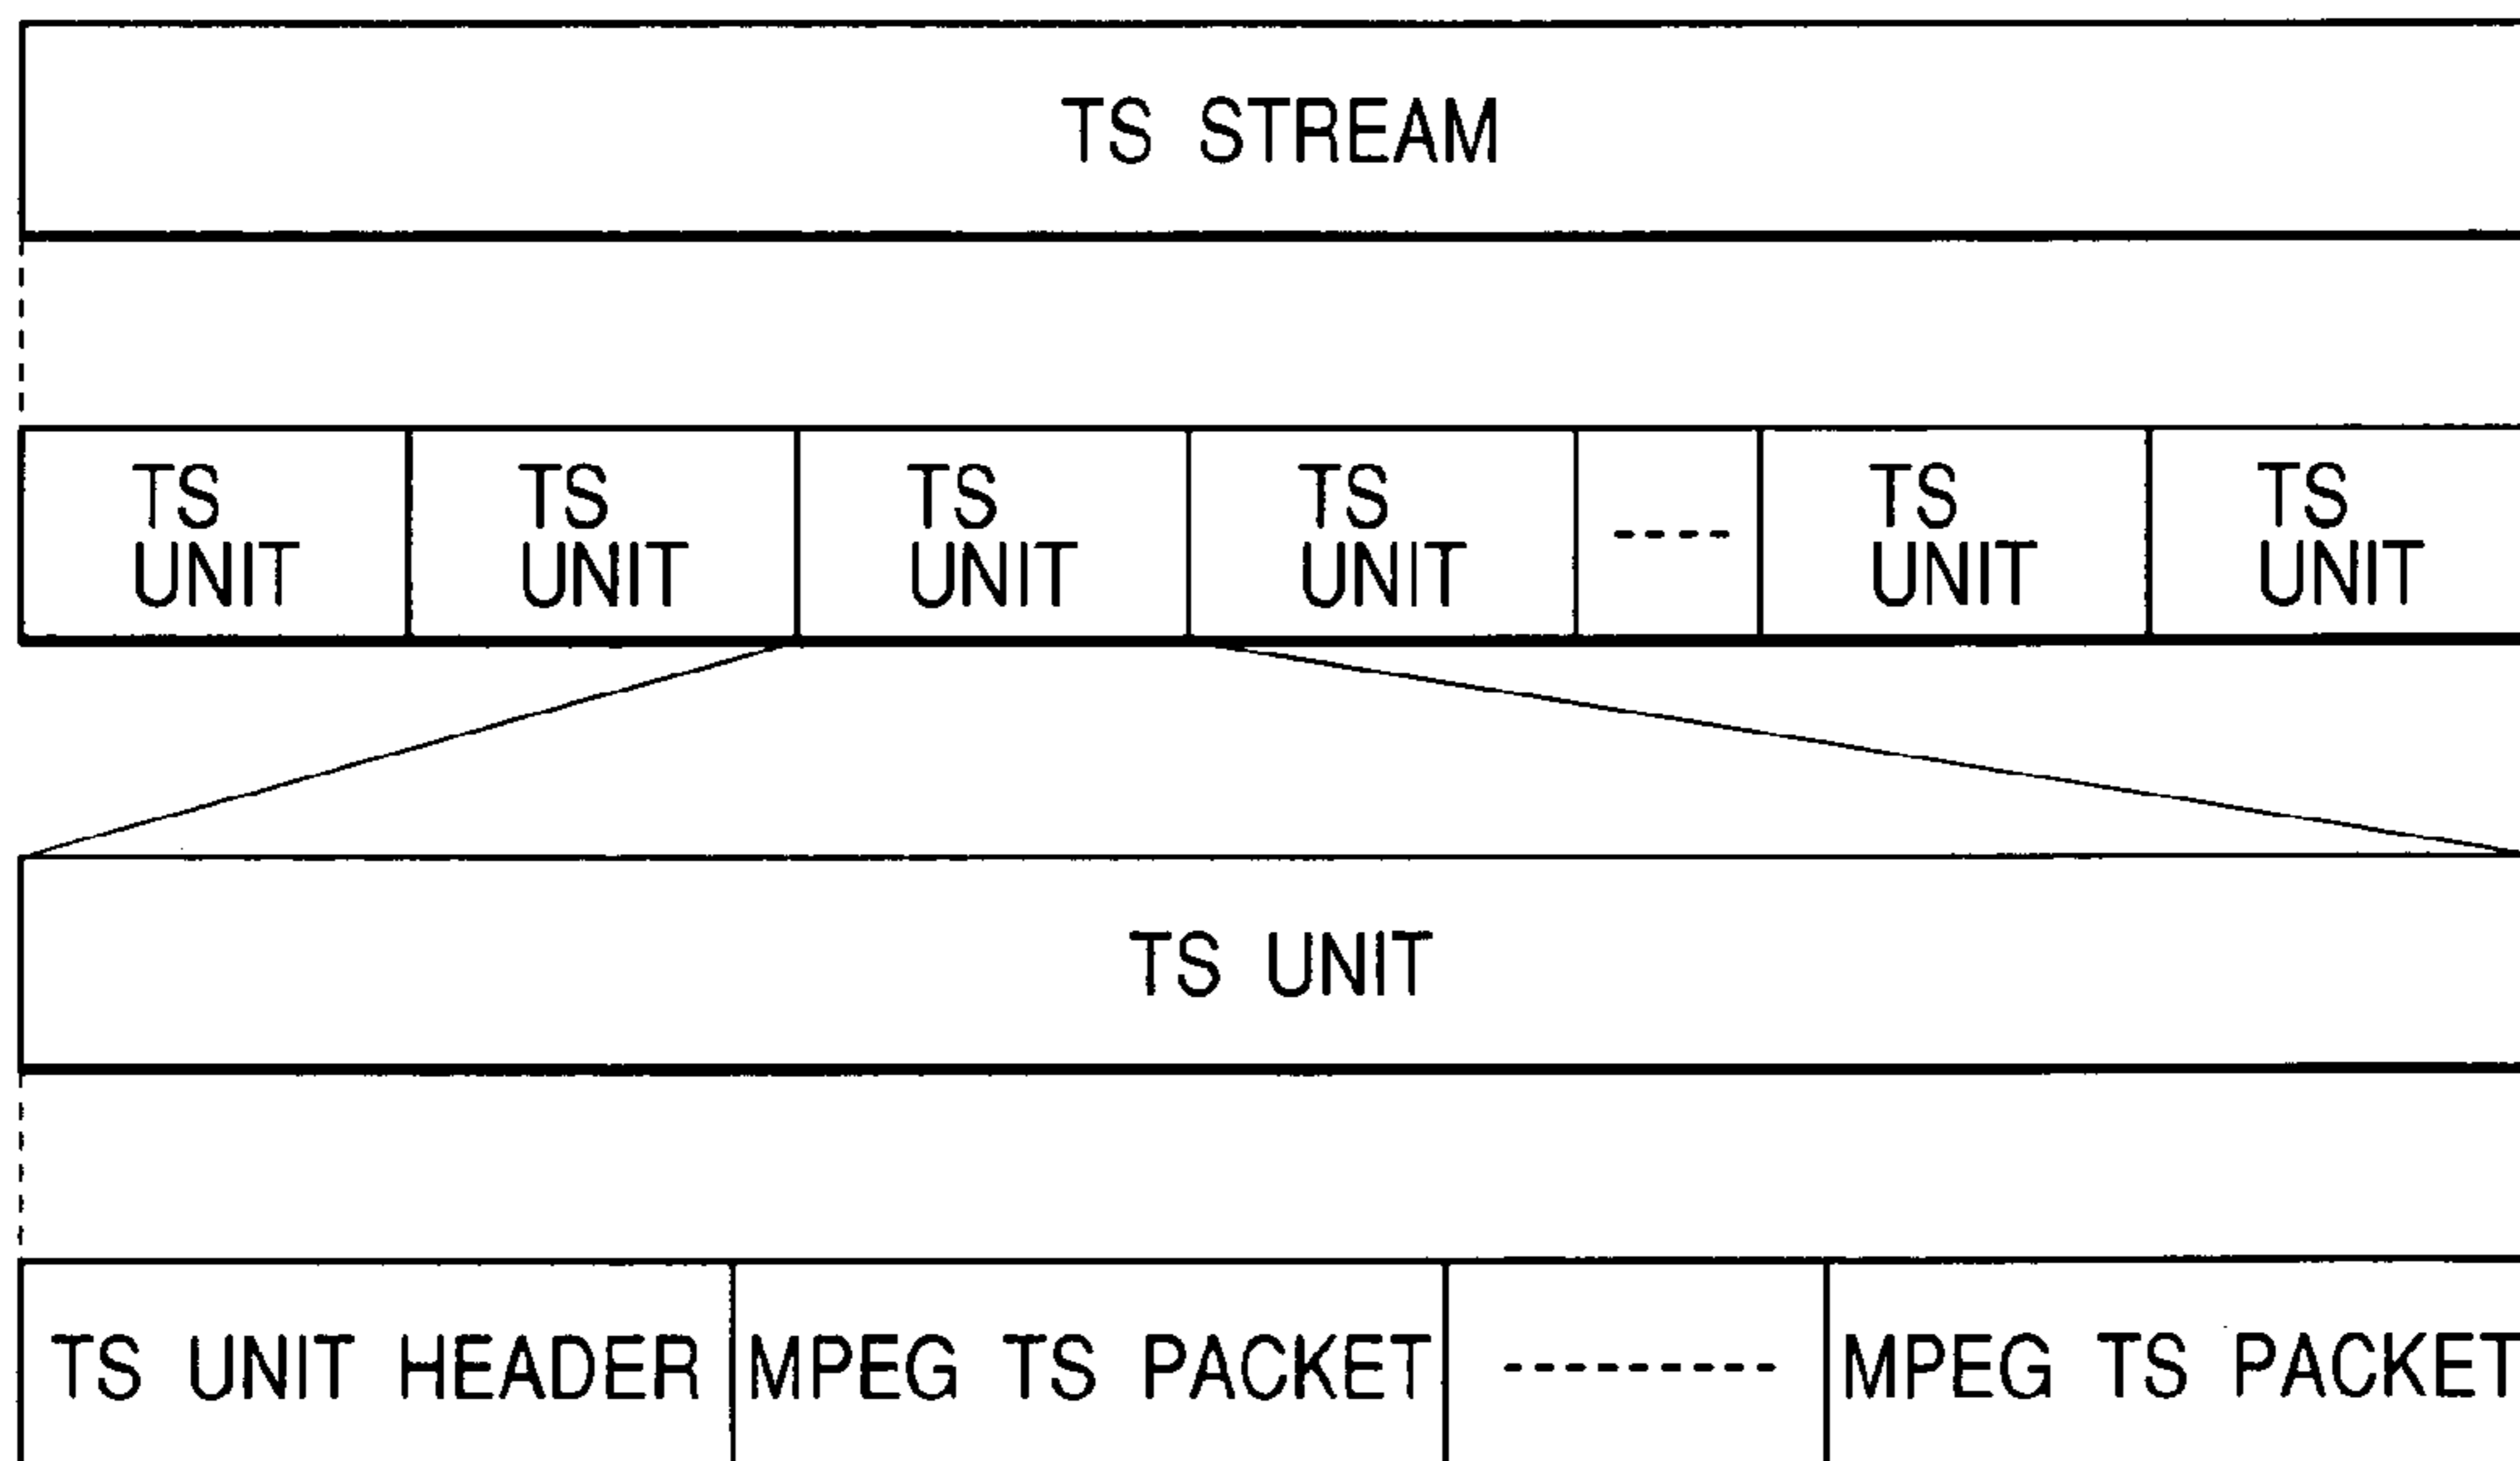 TS STREAM
TS UNIT
TS UNIT
TS UNIT
TS UNIT
----
TS UNIT
TS UNIT
TS UNIT
TS UNIT HEADER
MPEG TS PACKET
---------
MPEG TS PACKET